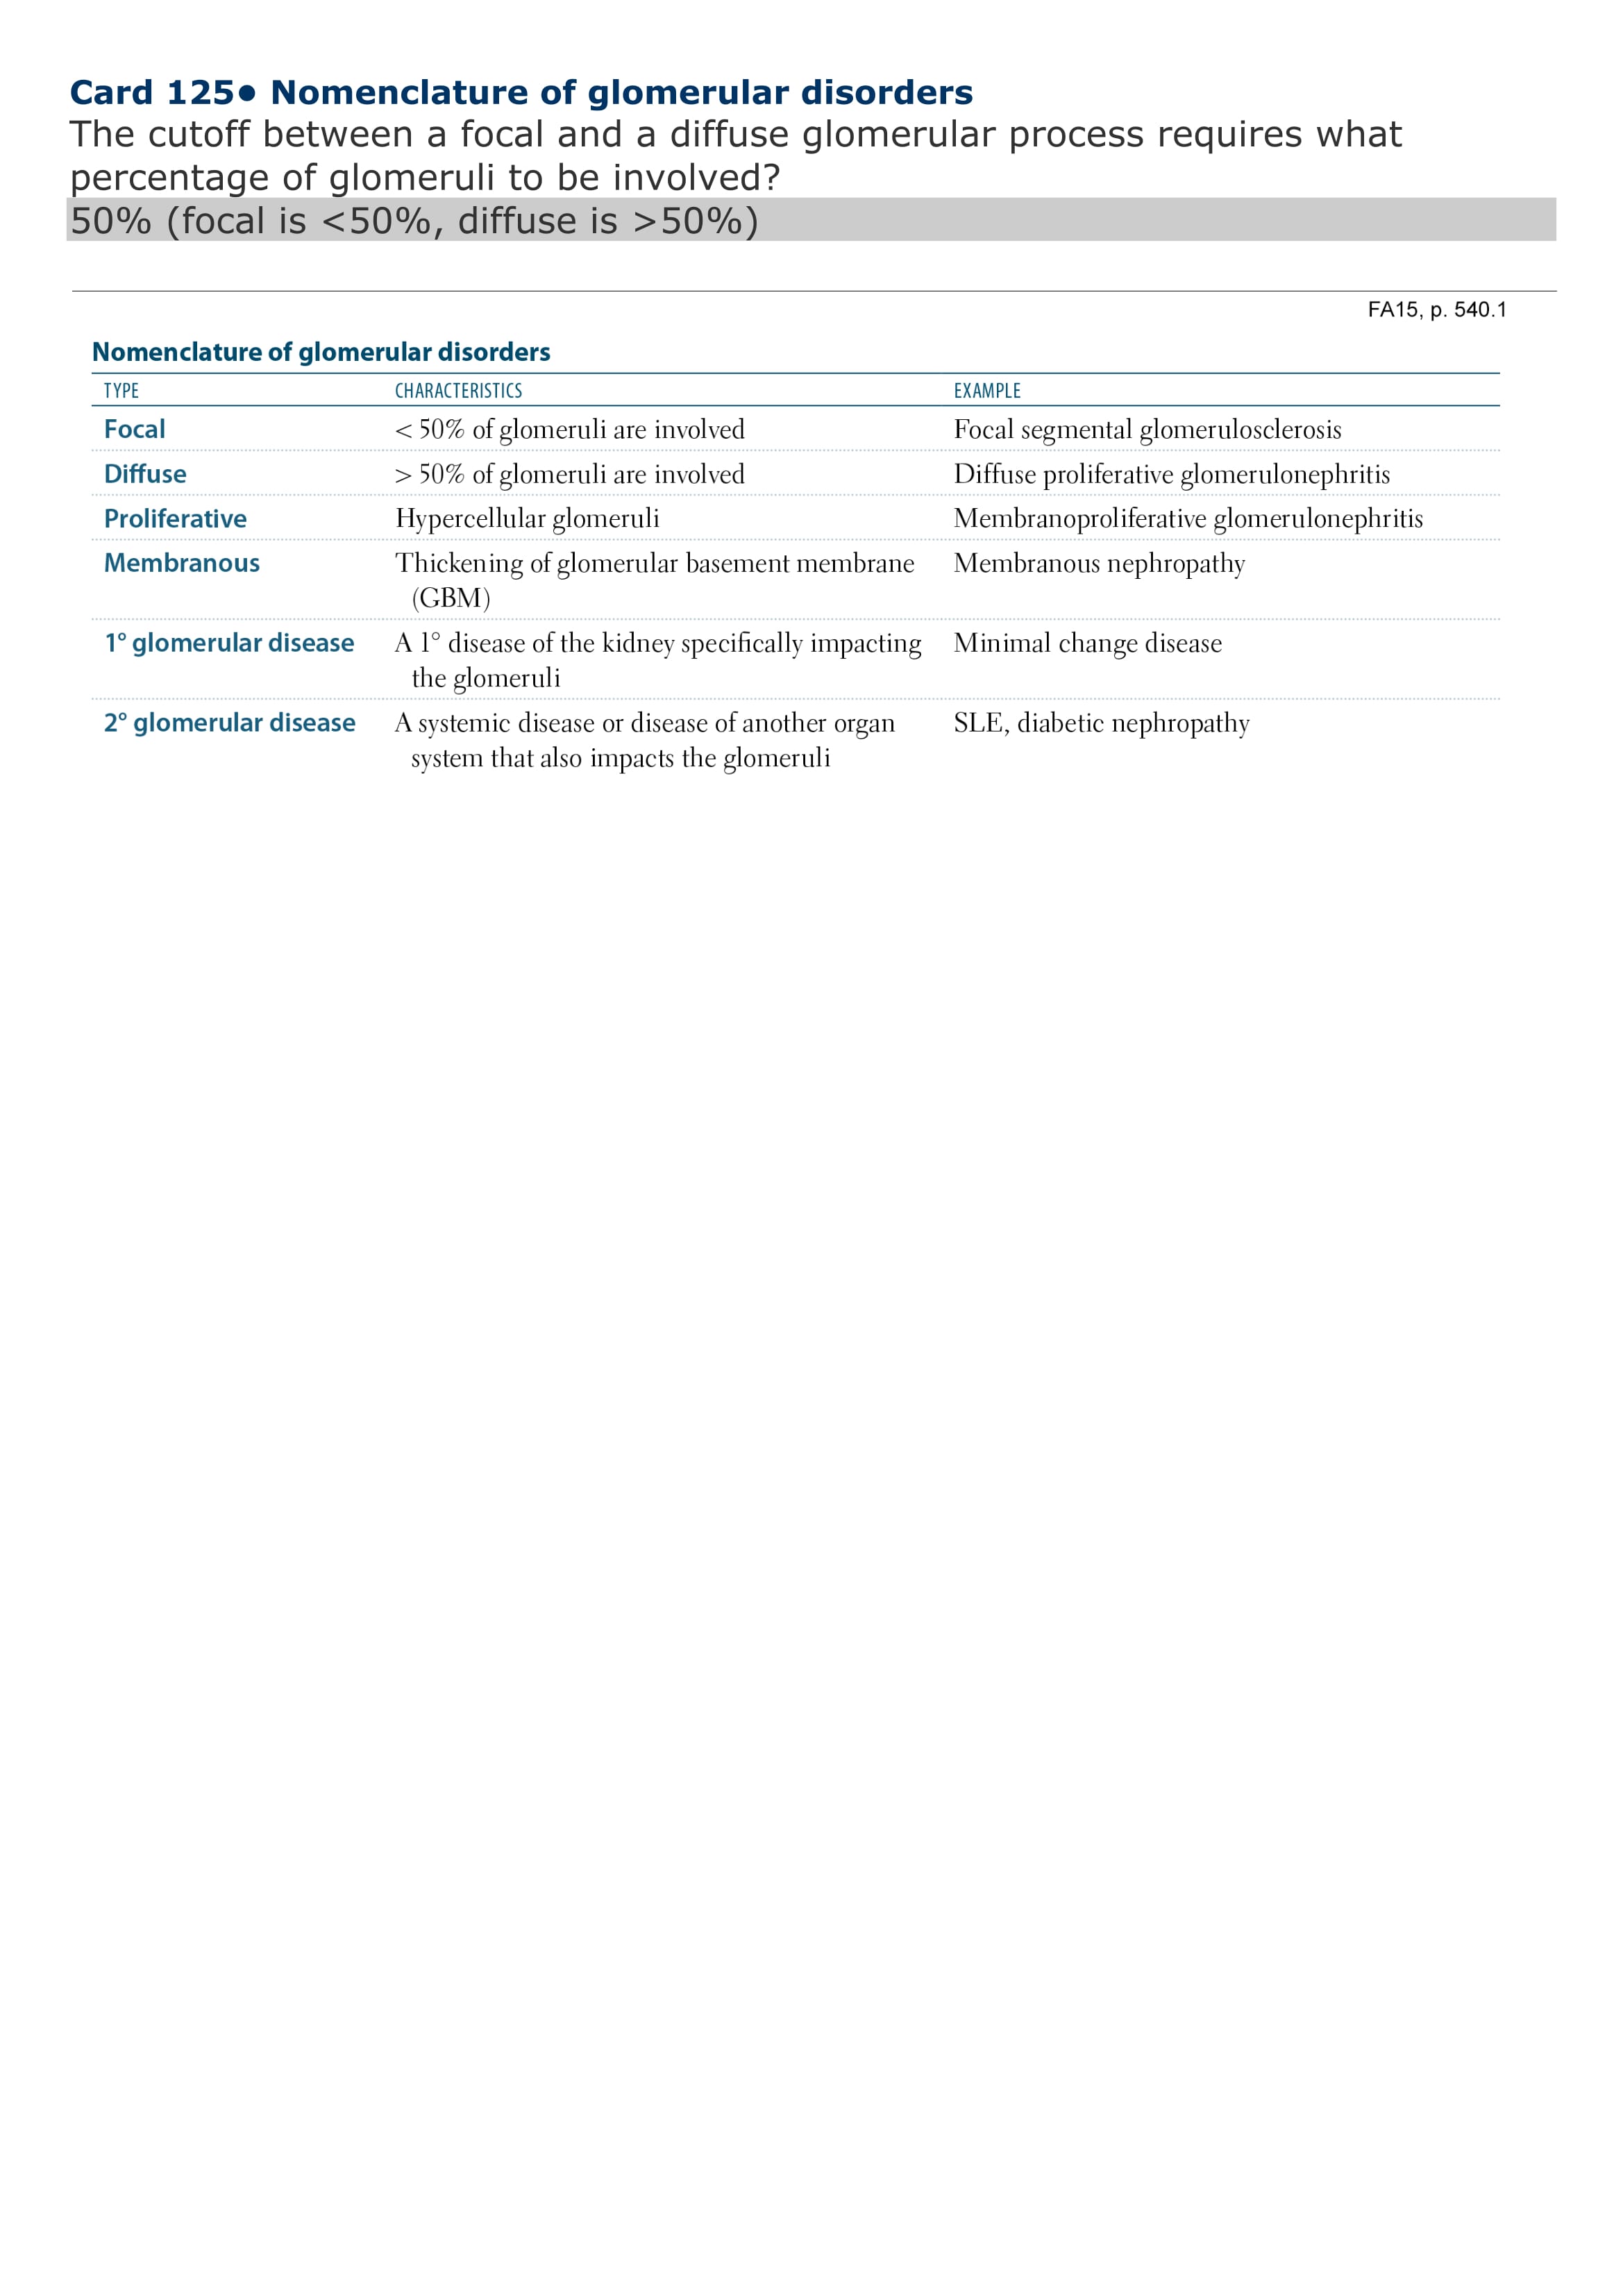 Card 125● Nomenclature of glomerular disorders
The cutoff between a focal and a diffuse glomerular process requires what
percentage of glomeruli to be involved?
50% (focal is <50%, diffuse is >50%)
FA15, p. 540.1
Nomenclature of glomerular disorders
TYPE CHARACTERISTICS EXAMPLE
Focal < 50% of glomeruli are involved Focal segmental glomerulosclerosis
Diffuse > 50% of glomeruli are involved Diffuse proliferative glomerulonephritis
Proliferative Hypercellular glomeruli Membranoproliferative glomerulonephritis
Membranous Thickening of glomerular basement membrane Membranous nephropathy
(GBM)
1° glomerular disease A 1° disease of the kidney specifically impacting Minimal change disease
the glomeruli
2° glomerular disease A systemic disease or disease of another organ SLE, diabetic nephropathy
system that also impacts the glomeruli